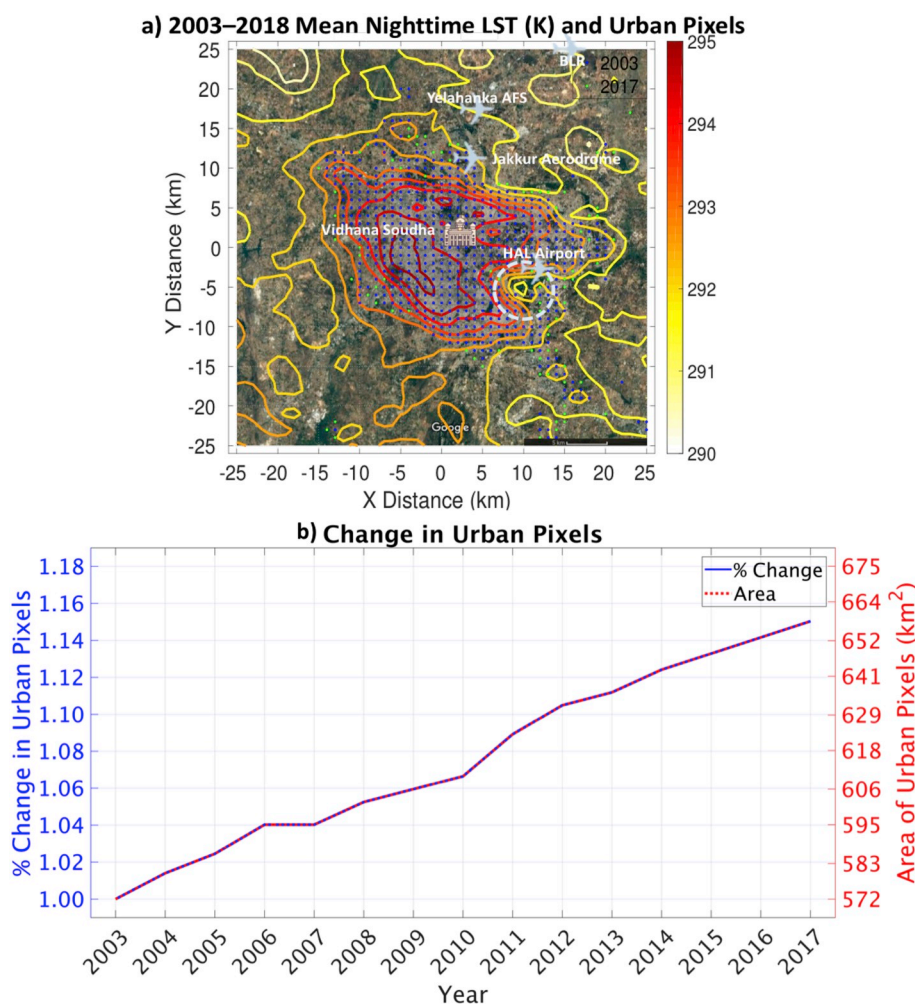 a) 2003–2018 Mean Nighttime LST (K) and Urban Pixels
25
20
15
10
5
0
-5
-10
-15
-20
-25
Y Distance (km)
BLR
2003
2017
Yelahanka AFS
Jakkur Aerodrome
Vidhana Soudha
HAL Airport
Google
5 km
295
294
293
292
291
290
-25 -20 -15 -10 -5 0 5 10 15 20 25
X Distance (km)
b) Change in Urban Pixels
1.18
1.16
1.14
1.12
1.10
1.08
1.06
1.04
1.02
1.00
% Change in Urban Pixels
% Change
Area
675
664
652
641
629
618
606
595
583
572
Area of Urban Pixels (km²)
2003 2004 2005 2006 2007 2008 2009 2010 2011 2012 2013 2014 2015 2016 2017
Year